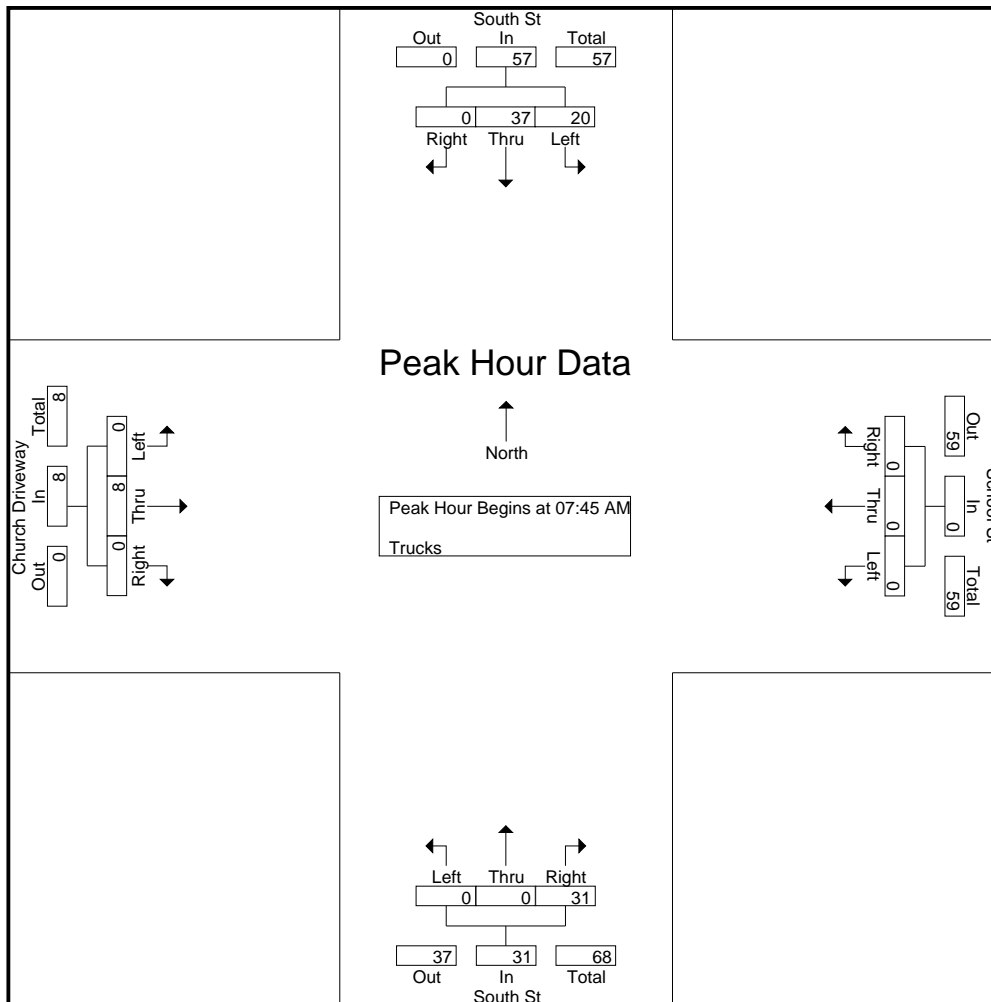 South St
Out In Total
0 57 57
0 37 20
Right Thru Left
Peak Hour Data
North
Peak Hour Begins at 07:45 AM
Trucks
Church Driveway
Out In Total
0 8 8
Right Thru Left
0 8 0
Out In Total
59 0 59
Right Thru Left
0 0 0
Left Thru Right
0 0 31
37 31 68
Out In Total
South St